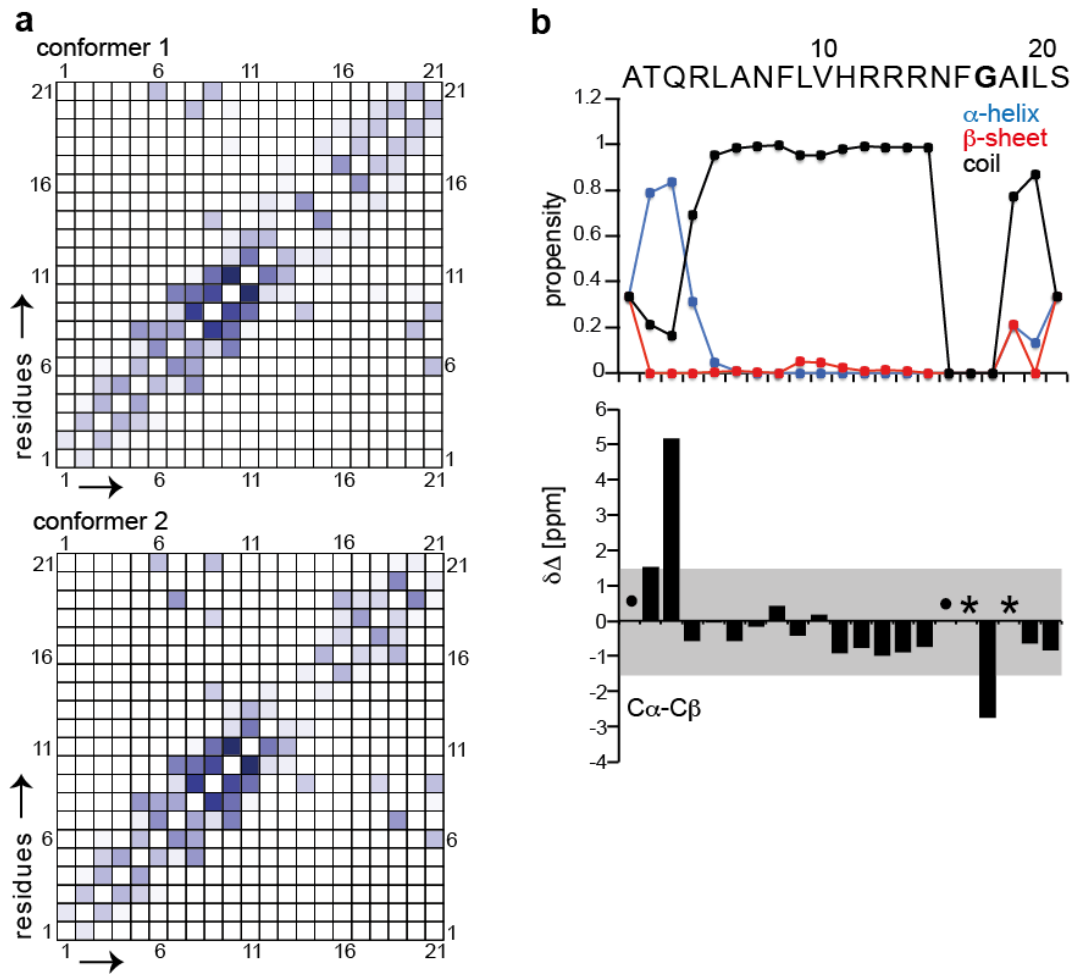 a
conformer 1
1 6 11 16 21
21 21
16 16
11 11
6 6
1 1
1 6 11 16 21
residues
conformer 2
1 6 11 16 21
21 21
16 16
11 11
6 6
1 1
1 6 11 16 21
residues
b
10 20
ATQRLANFLVHRRRNFGAILS
1.2
1
0.8
0.6
0.4
0.2
0
propensity
α-helix
β-sheet
coil
6
5
4
3
2
1
0
-1
-2
-3
-4
δΔ [ppm]
* *
Cα-Cβ